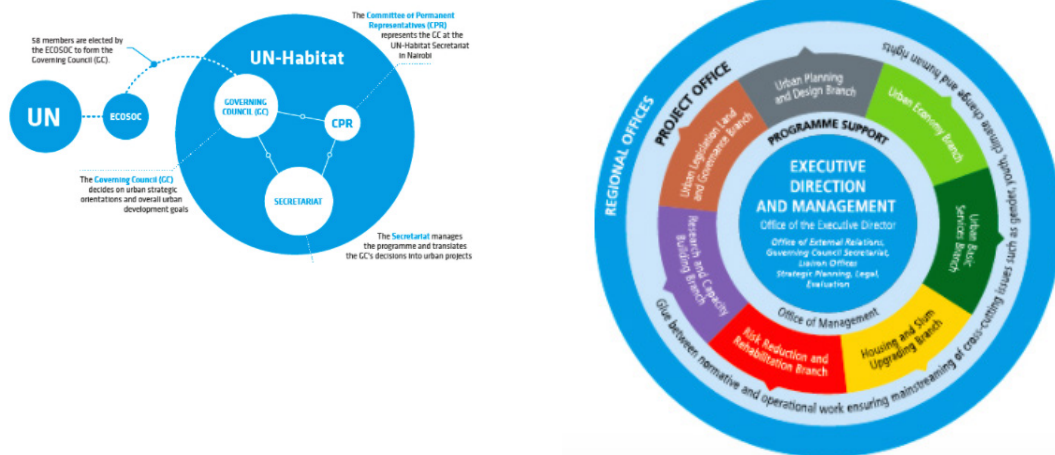 The Committee of Permanent
Representatives (CPR)
represents the GC at the
UN-Habitat Secretariat
in Nairobi
58 members are elected by
the ECOSOC to form the
Governing Council (GC).
UN-Habitat
UN
ECOSOC
GOVERNING
COUNCIL (GC)
CPR
SECRETARIAT
The Governing Council (GC)
decides on urban strategic
orientations and overall urban
development goals
The Secretariat manages
the programme and translates
the GC's decisions into urban projects
REGIONAL OFFICES
PROJECT OFFICE
Urban Planning
and Design Branch
Urban Economy Branch
Urban Basic
Services Branch
Housing and Slum
Upgrading Branch
Risk Reduction and
Rehabilitation Branch
Research and Capacity
Building Branch
Urban Legislation Land
and Governance Branch
PROGRAMME SUPPORT
EXECUTIVE
DIRECTION
AND MANAGEMENT
Office of the Executive Director
Office of External Relations,
Governing Council Secretariat,
Liaison Offices
Strategic Planning, Legal,
Evaluation
Office of Management
Glue between normative and operational work ensuring mainstreaming of cross-cutting issues such as gender, youth, climate change and human rights